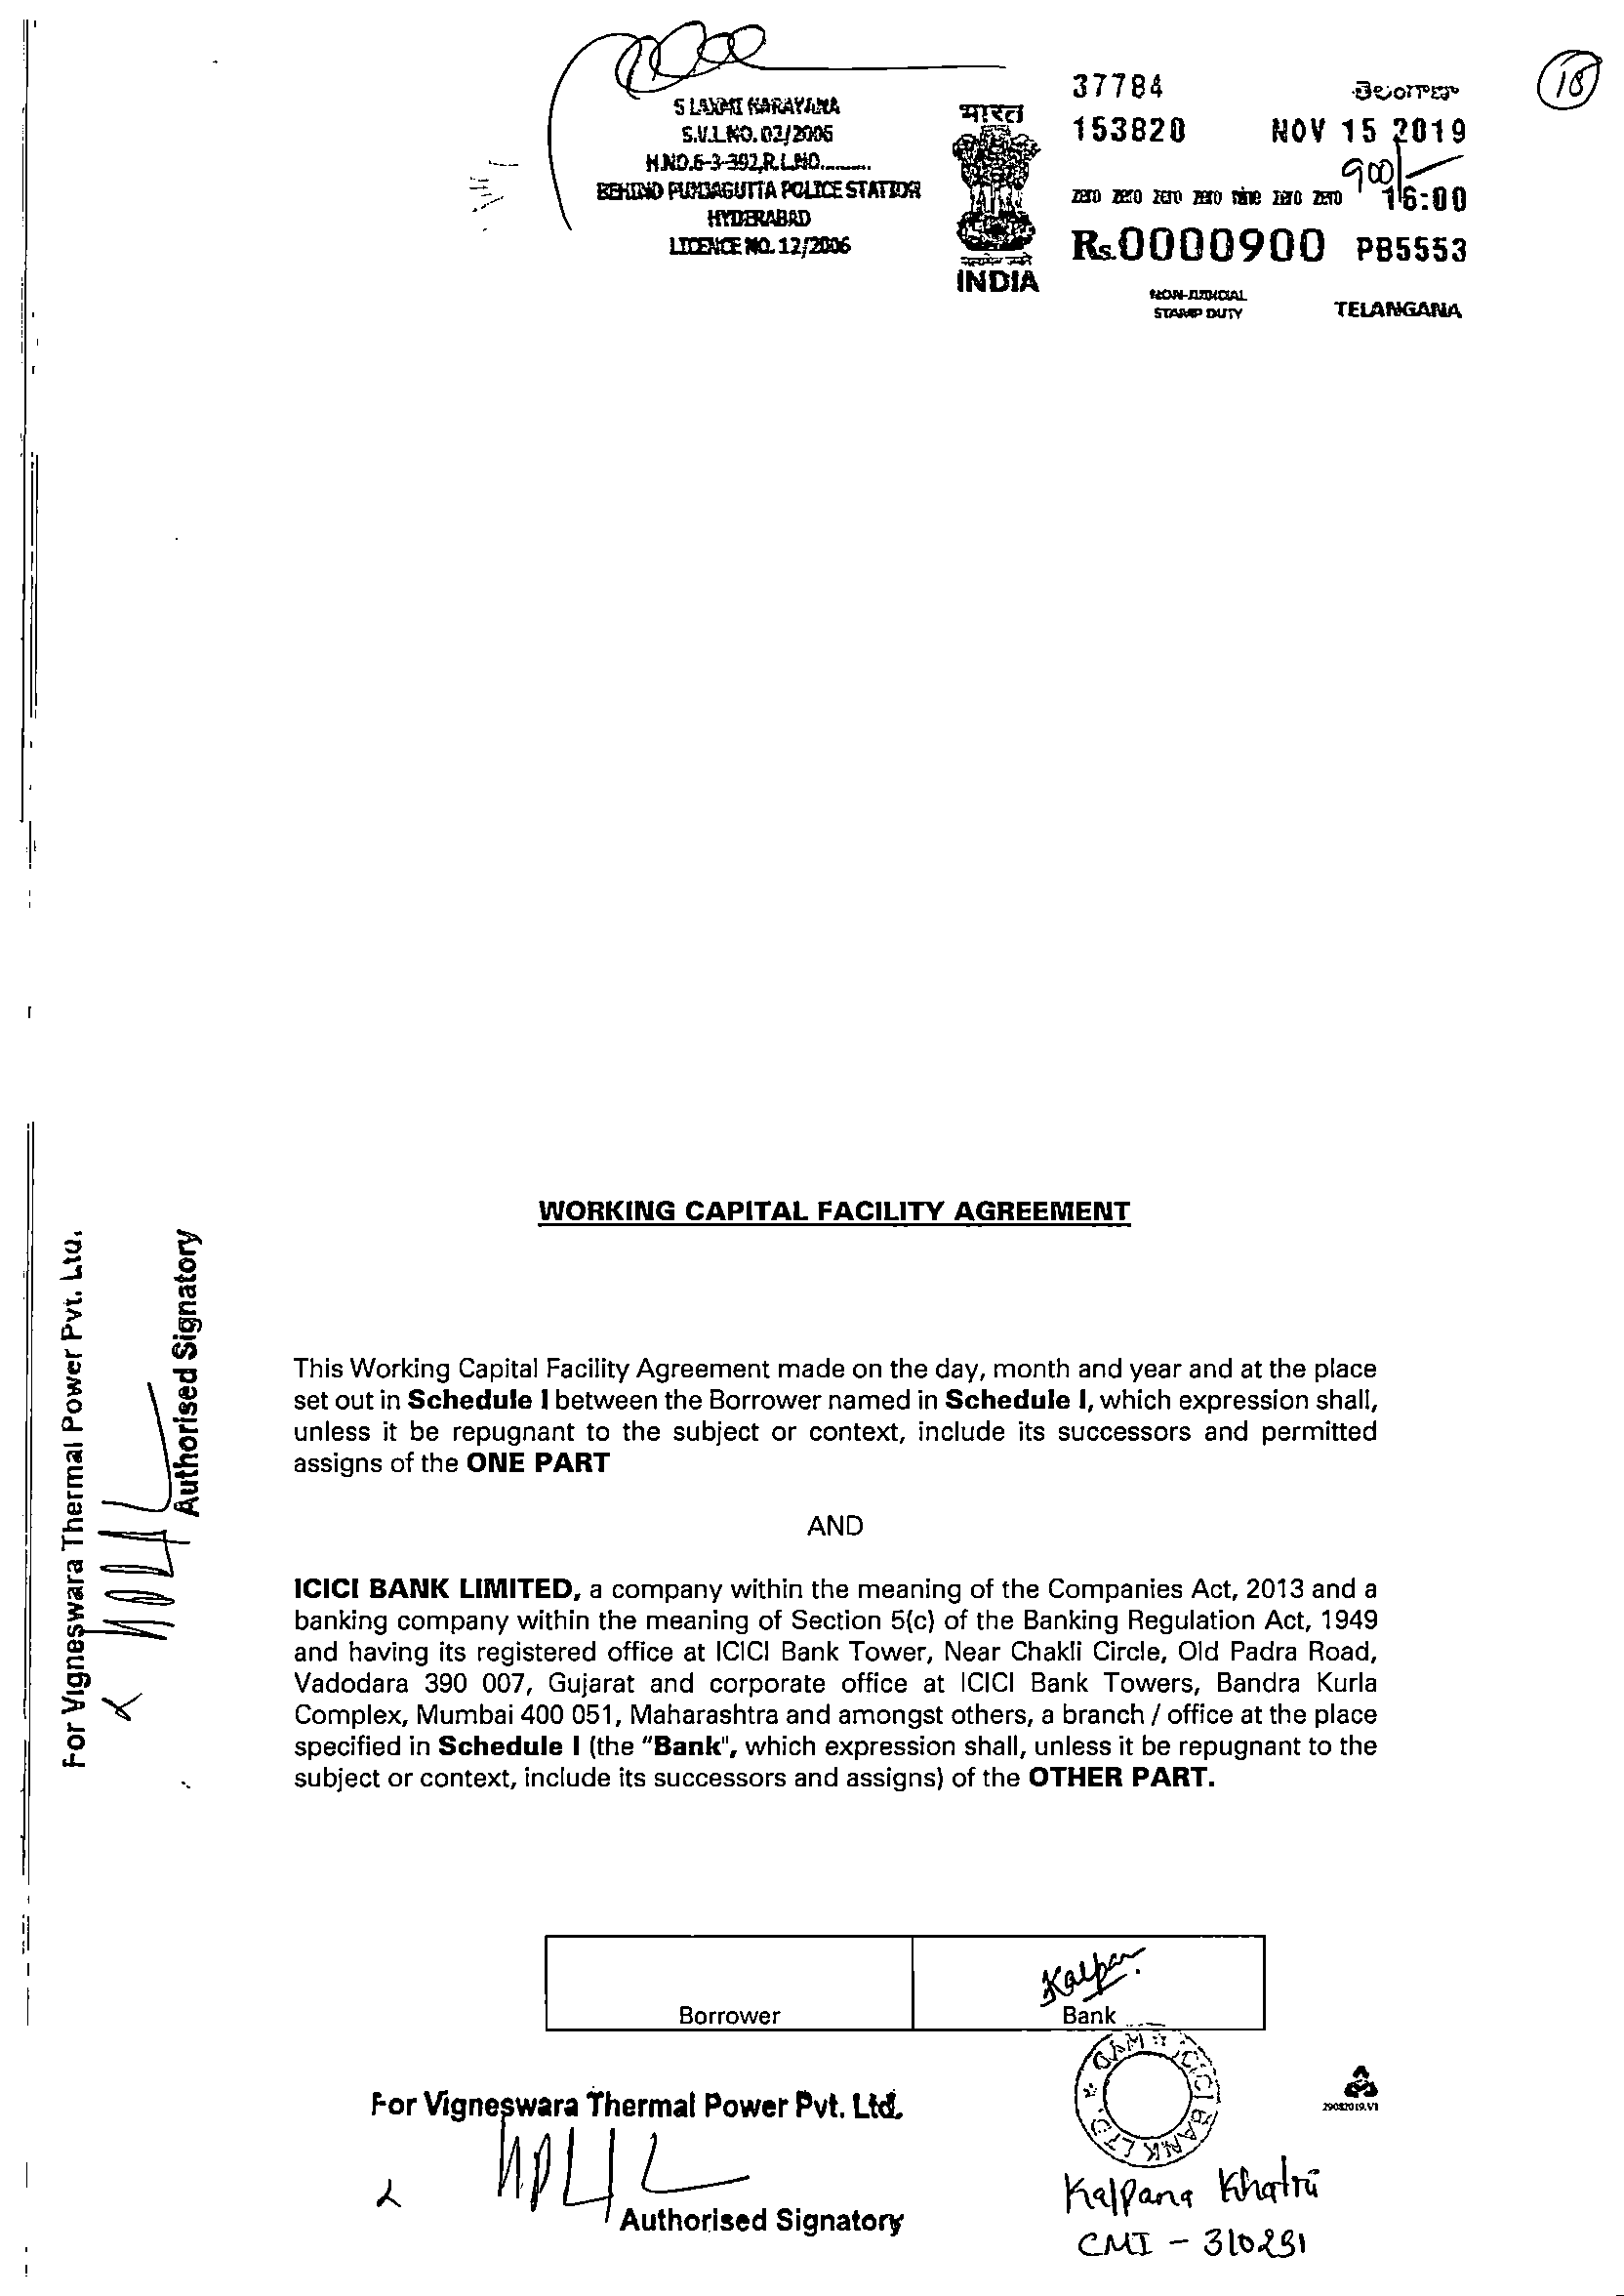 18
37784 తెలంగాణ
S LAXMI NARAYANA
भारत
153820 NOV 15 2019
S.V.L.NO. 02/2006
900/-
H.NO.6-3-392,R.L.NO.........
BEHIND PUNJAGUTTA POLICE STATION
zero zero zero zero nine zero zero 16:00
HYDERABAD
Rs.0000900 PB5553
LICENCE NO. 12/2006
सत्यमेव जयते
INDIA
NON-JUDICIAL
STAMP DUTY
TELANGANA
WORKING CAPITAL FACILITY AGREEMENT
For Vigneswara Thermal Power Pvt. Ltd.
Authorised Signatory
This Working Capital Facility Agreement made on the day, month and year and at the place
set out in Schedule I between the Borrower named in Schedule I, which expression shall,
unless it be repugnant to the subject or context, include its successors and permitted
assigns of the ONE PART
AND
ICICI BANK LIMITED, a company within the meaning of the Companies Act, 2013 and a
banking company within the meaning of Section 5(c) of the Banking Regulation Act, 1949
and having its registered office at ICICI Bank Tower, Near Chakli Circle, Old Padra Road,
Vadodara 390 007, Gujarat and corporate office at ICICI Bank Towers, Bandra Kurla
Complex, Mumbai 400 051, Maharashtra and amongst others, a branch / office at the place
specified in Schedule I (the "Bank", which expression shall, unless it be repugnant to the
subject or context, include its successors and assigns) of the OTHER PART.
Kalpan.
Borrower Bank
ICICI BANK LTD. * HYD
For Vigneswara Thermal Power Pvt. Ltd.
29082019.V1
Authorised Signatory
Kalpana Khatri
CMI - 310291